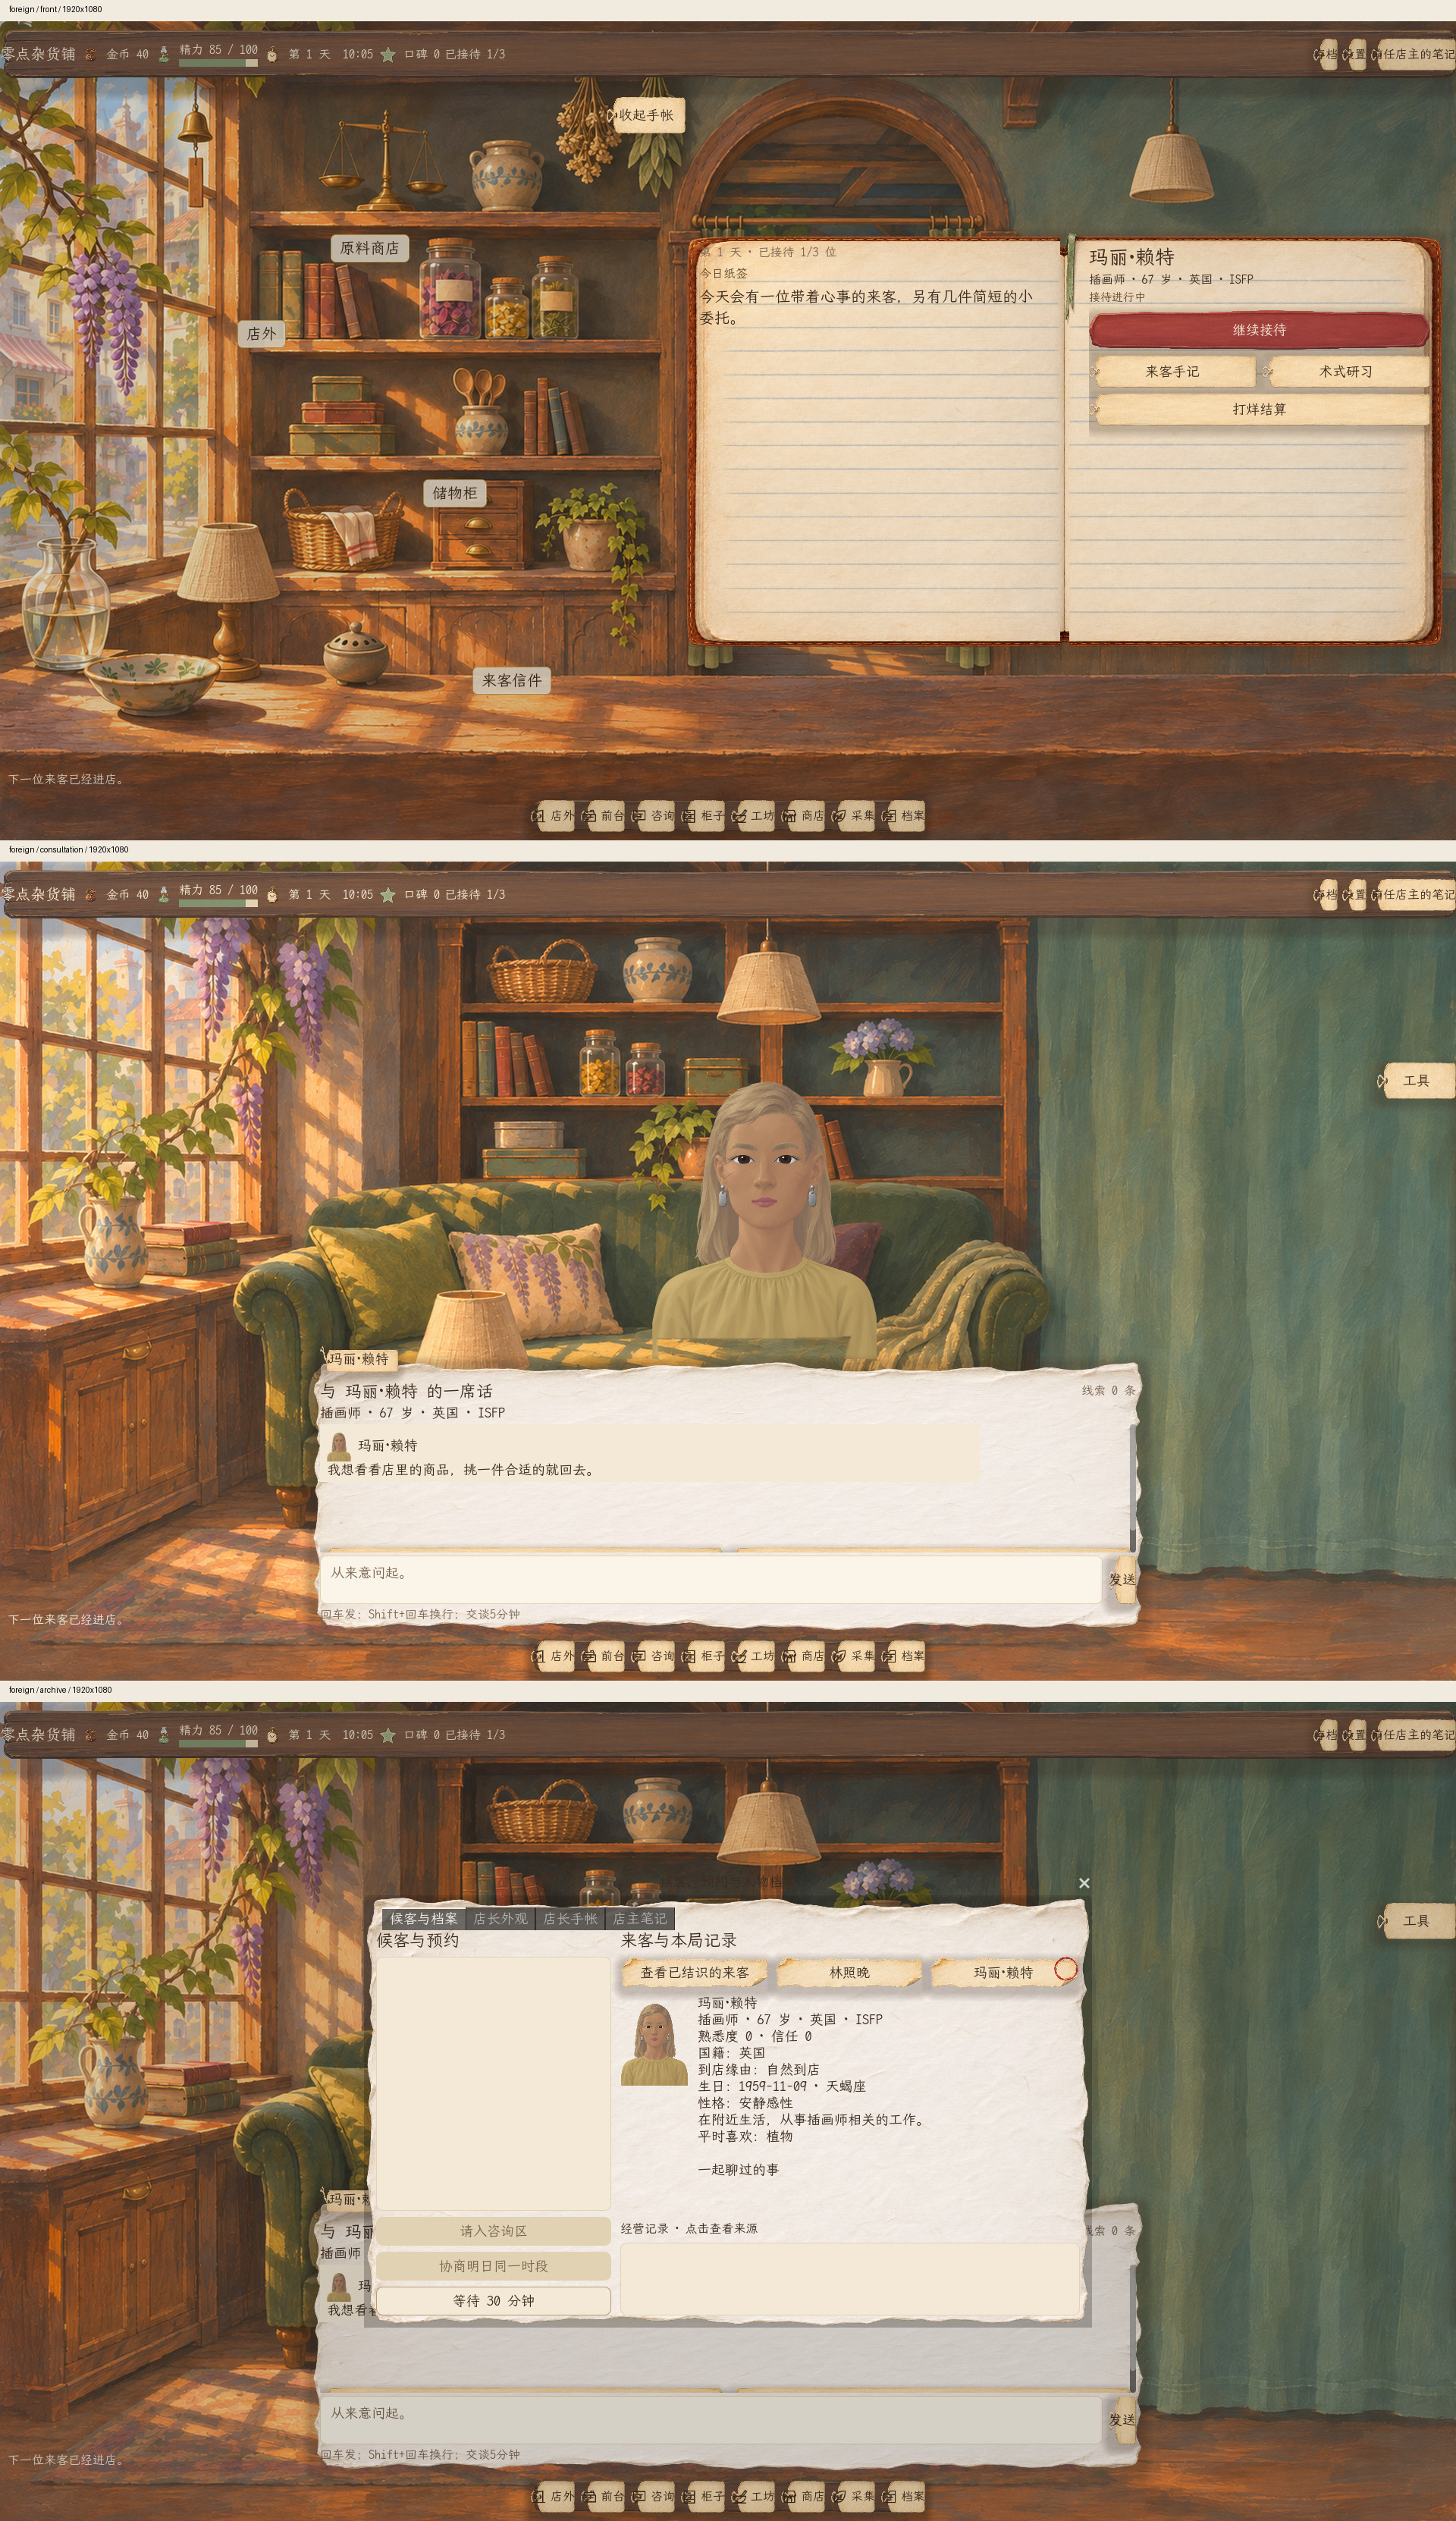 foreign / front / 1920x1080
零点杂货铺 金币 40 精力 85 / 100 第 1 天 10:05 口碑 0 已接待 1/3
任店主的笔记
收起手帐
原料商店
店外
储物柜
来客信件
第 1 天 · 已接待 1/3 位
今日纸签
今天会有一位带着心事的来客，另有几件简短的小
委托。
玛丽·赖特
插画师 · 67 岁 · 英国 · ISFP
接待进行中
继续接待
来客手记 术式研习
打烊结算
下一位来客已经进店。
店外 前台 咨询 柜子 工坊 商店 采集 档案
foreign / consultation / 1920x1080
零点杂货铺 金币 40 精力 85 / 100 第 1 天 10:05 口碑 0 已接待 1/3
任店主的笔记
工具
玛丽·赖特
与 玛丽·赖特 的一席话 线索 0 条
插画师 · 67 岁 · 英国 · ISFP
玛丽·赖特
我想看看店里的商品，挑一件合适的就回去。
从来意问起。
发送
回车发；Shift+回车换行；交谈5分钟
下一位来客已经进店。
店外 前台 咨询 柜子 工坊 商店 采集 档案
foreign / archive / 1920x1080
零点杂货铺 金币 40 精力 85 / 100 第 1 天 10:05 口碑 0 已接待 1/3
任店主的笔记
工具
×
候客与档案 店长外观 店长手帐 店主笔记
候客与预约
来客与本局记录
查看已结识的来客 林照晚 玛丽·赖特
玛丽·赖特
插画师 · 67 岁 · 英国 · ISFP
熟悉度 0 · 信任 0
国籍：英国
到店缘由：自然到店
生日：1959-11-09 · 天蝎座
性格：安静感性
在附近生活，从事插画师相关的工作。
平时喜欢：植物
一起聊过的事
经营记录 · 点击查看来源
请入咨询区
协商明日同一时段
等待 30 分钟
玛丽
与 玛丽
插画师
线索 0 条
玛
我想看
从来意问起。
发送
回车发；Shift+回车换行；交谈5分钟
下一位来客已经进店。
店外 前台 咨询 柜子 工坊 商店 采集 档案